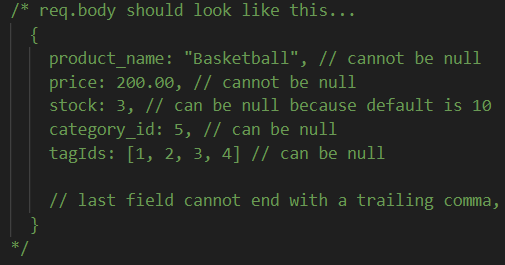 /* req.body should look like this...
{
product_name: "Basketball", // cannot be null
price: 200.00, // cannot be null
stock: 3, // can be null because default is 10
category_id: 5, // can be null
tagIds: [1, 2, 3, 4] // can be null
// last field cannot end with a trailing comma,
}
*/